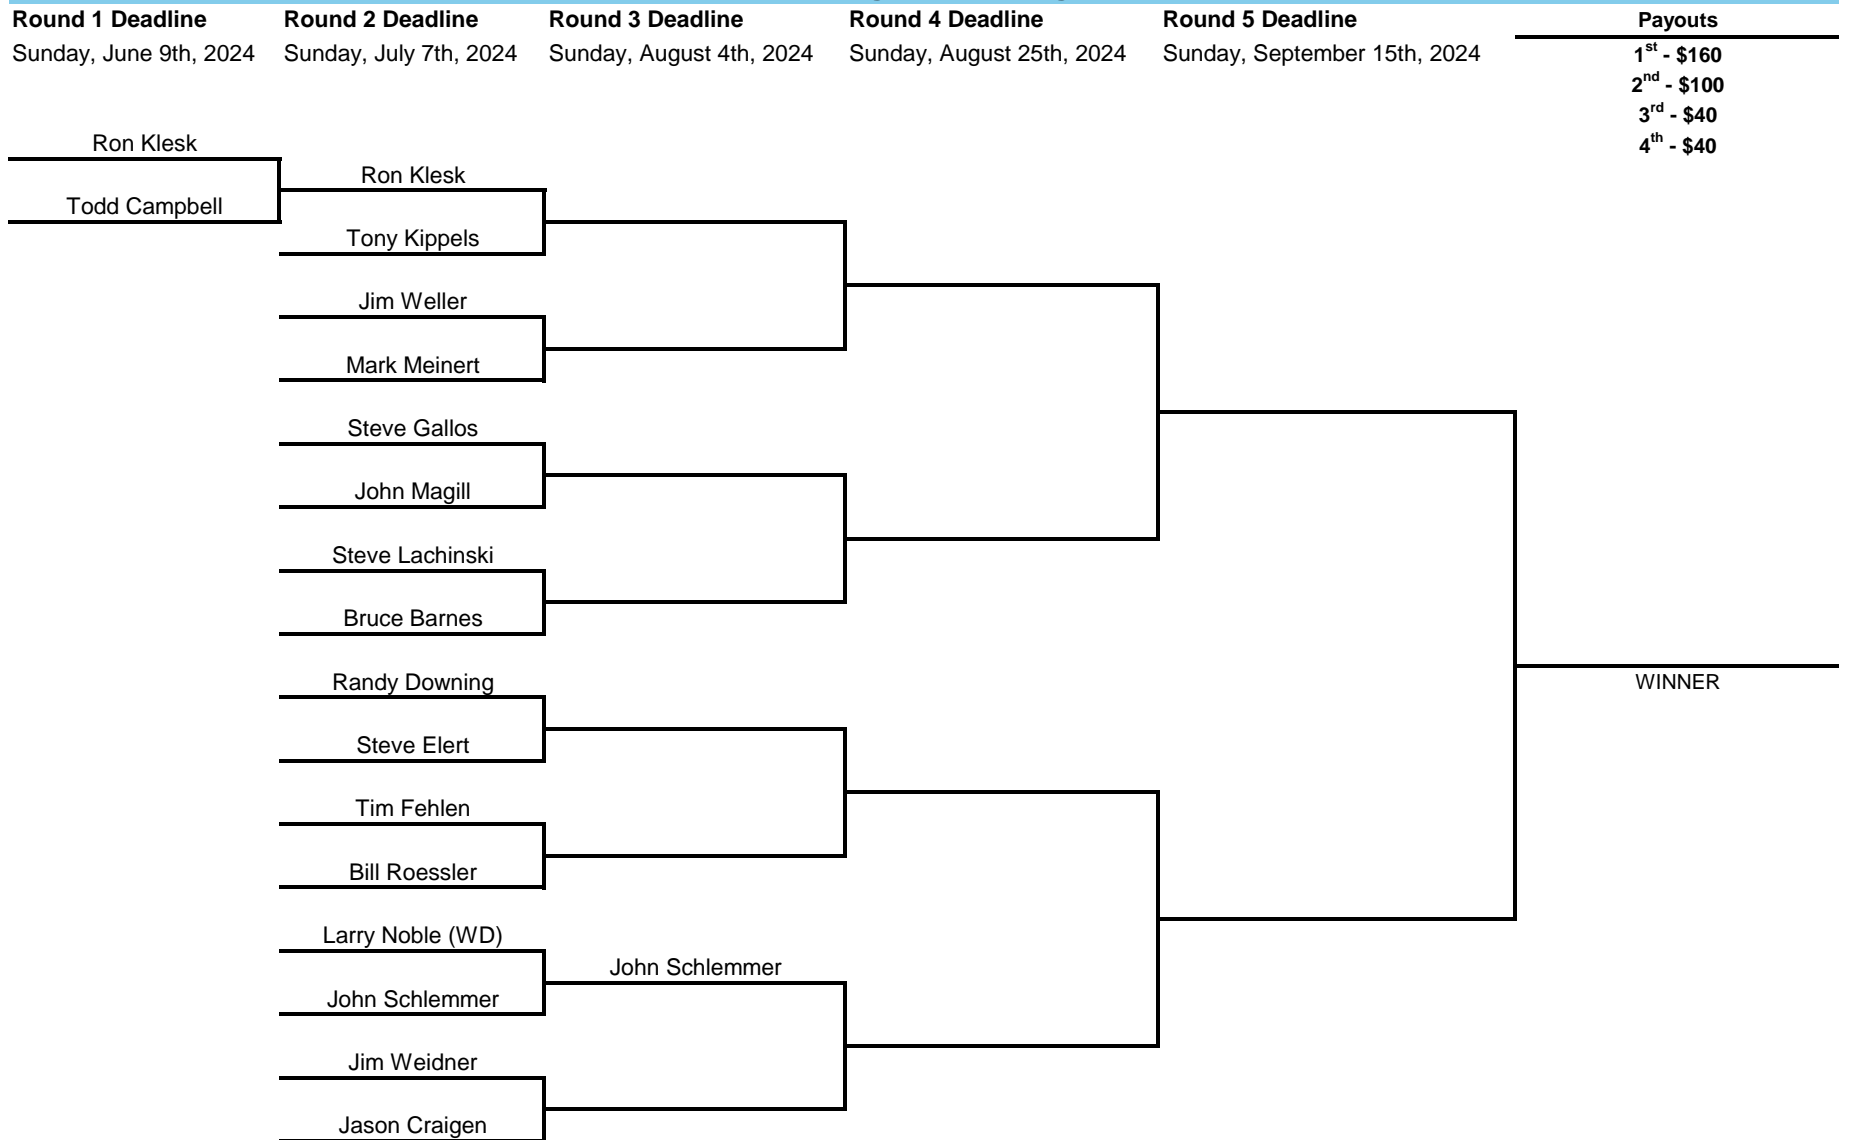 Round 1 Deadline Round 2 Deadline Round 3 Deadline Round 4 Deadline Round 5 Deadline Payouts
Sunday, June 9th, 2024 Sunday, July 7th, 2024 Sunday, August 4th, 2024 Sunday, August 25th, 2024 Sunday, September 15th, 2024 1st - $160
2nd - $100
3rd - $40
4th - $40
Ron Klesk
Ron Klesk
Todd Campbell
Tony Kippels
Jim Weller
Mark Meinert
Steve Gallos
John Magill
Steve Lachinski
Bruce Barnes
Randy Downing
WINNER
Steve Elert
Tim Fehlen
Bill Roessler
Larry Noble (WD)
John Schlemmer
John Schlemmer
Jim Weidner
Jason Craigen